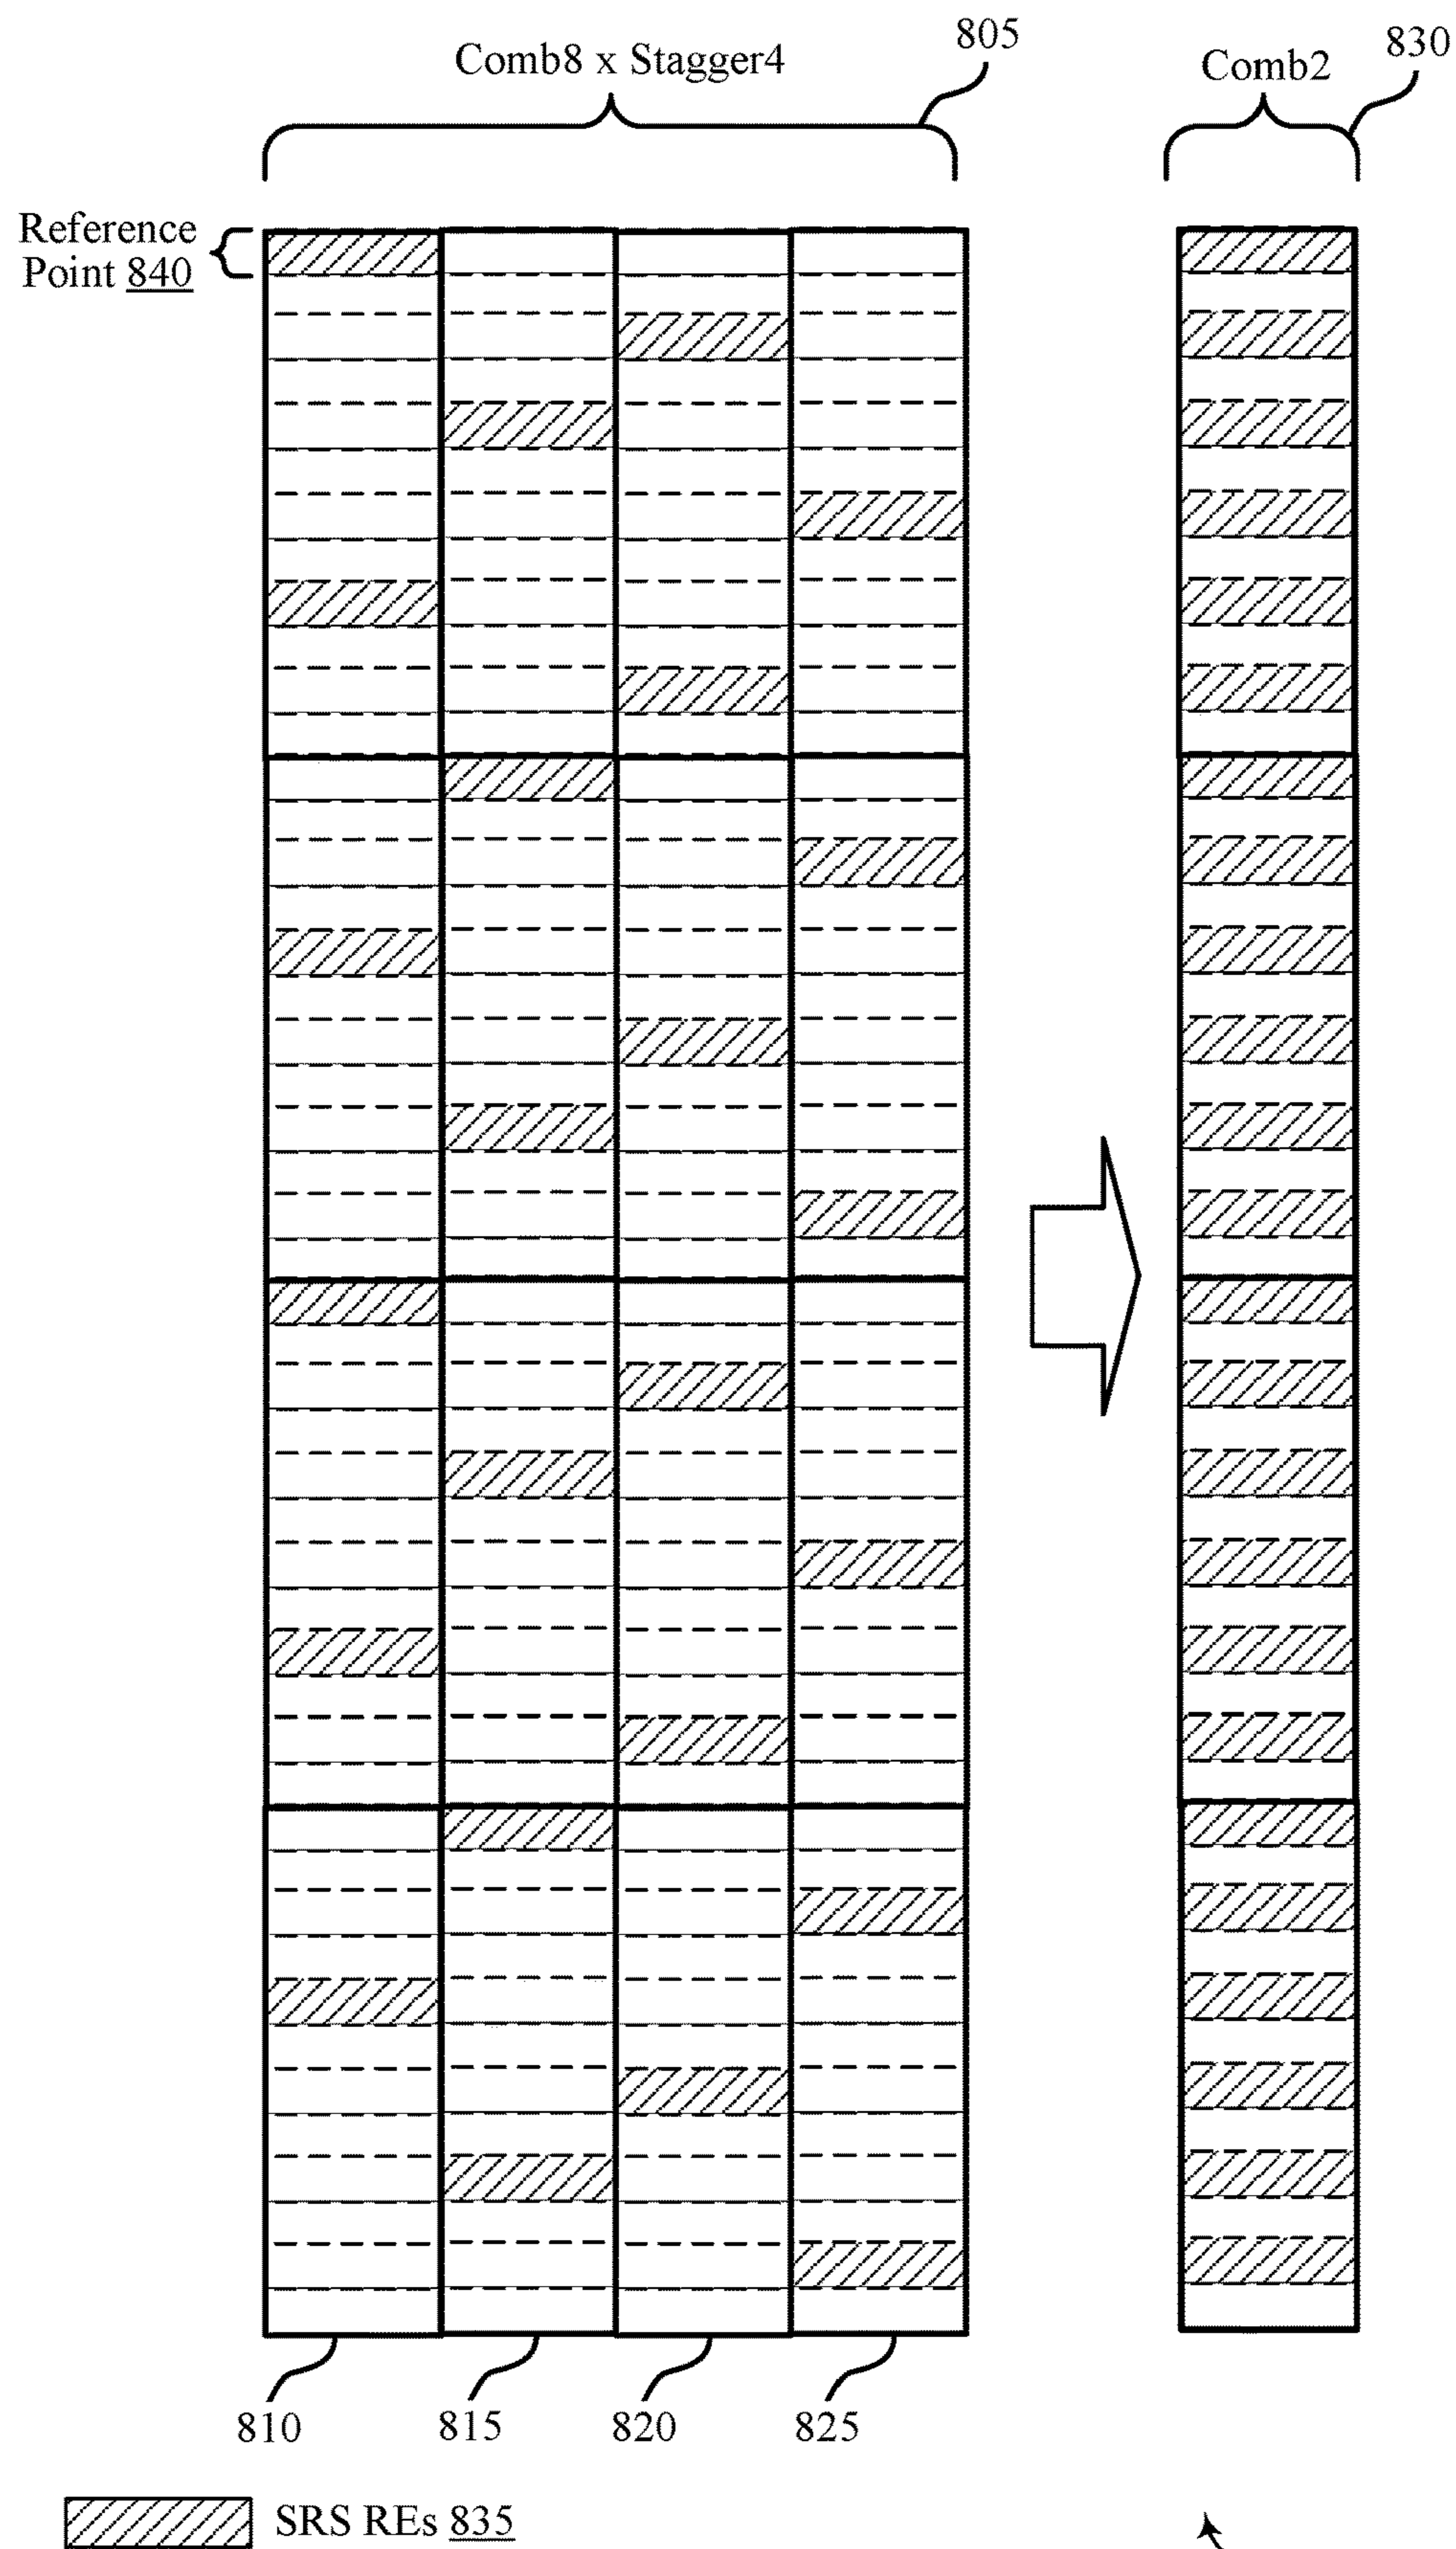 805
830
Comb8 x Stagger4
Comb2
Reference
Point 840
810
815
820
825
SRS REs 835